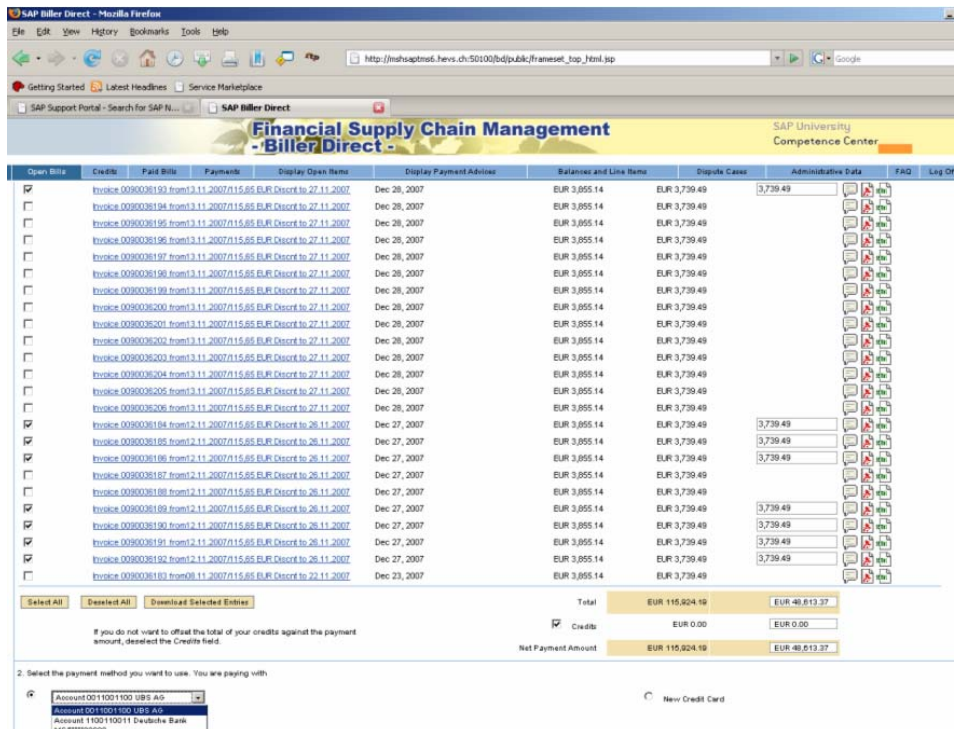 SAP Biller Direct - Mozilla Firefox
File Edit View History Bookmarks Tools Help
http://mshsaptms6.hevs.ch:50100/bd/public/frameset_top_html.jsp
Google
Getting Started Latest Headlines Service Marketplace
SAP Support Portal - Search for SAP N... SAP Biller Direct
Financial Supply Chain Management
- Biller Direct -
SAP University
Competence Center
Open Bills Credits Paid Bills Payments Display Open Items Display Payment Advices Balances and Line Items Dispute Cases Administrative Data FAQ Log Of
Invoice 0090036193 from13.11.2007/115,65 EUR Discnt to 27.11.2007 Dec 28, 2007 EUR 3,855.14 EUR 3,739.49 3,739.49
Invoice 0090036194 from13.11.2007/115,65 EUR Discnt to 27.11.2007 Dec 28, 2007 EUR 3,855.14 EUR 3,739.49
Invoice 0090036195 from13.11.2007/115,65 EUR Discnt to 27.11.2007 Dec 28, 2007 EUR 3,855.14 EUR 3,739.49
Invoice 0090036196 from13.11.2007/115,65 EUR Discnt to 27.11.2007 Dec 28, 2007 EUR 3,855.14 EUR 3,739.49
Invoice 0090036197 from13.11.2007/115,65 EUR Discnt to 27.11.2007 Dec 28, 2007 EUR 3,855.14 EUR 3,739.49
Invoice 0090036198 from13.11.2007/115,65 EUR Discnt to 27.11.2007 Dec 28, 2007 EUR 3,855.14 EUR 3,739.49
Invoice 0090036199 from13.11.2007/115,65 EUR Discnt to 27.11.2007 Dec 28, 2007 EUR 3,855.14 EUR 3,739.49
Invoice 0090036200 from13.11.2007/115,65 EUR Discnt to 27.11.2007 Dec 28, 2007 EUR 3,855.14 EUR 3,739.49
Invoice 0090036201 from13.11.2007/115,65 EUR Discnt to 27.11.2007 Dec 28, 2007 EUR 3,855.14 EUR 3,739.49
Invoice 0090036202 from13.11.2007/115,65 EUR Discnt to 27.11.2007 Dec 28, 2007 EUR 3,855.14 EUR 3,739.49
Invoice 0090036203 from13.11.2007/115,65 EUR Discnt to 27.11.2007 Dec 28, 2007 EUR 3,855.14 EUR 3,739.49
Invoice 0090036204 from13.11.2007/115,65 EUR Discnt to 27.11.2007 Dec 28, 2007 EUR 3,855.14 EUR 3,739.49
Invoice 0090036205 from13.11.2007/115,65 EUR Discnt to 27.11.2007 Dec 28, 2007 EUR 3,855.14 EUR 3,739.49
Invoice 0090036206 from13.11.2007/115,65 EUR Discnt to 27.11.2007 Dec 28, 2007 EUR 3,855.14 EUR 3,739.49
Invoice 0090036184 from12.11.2007/115,65 EUR Discnt to 26.11.2007 Dec 27, 2007 EUR 3,855.14 EUR 3,739.49 3,739.49
Invoice 0090036185 from12.11.2007/115,65 EUR Discnt to 26.11.2007 Dec 27, 2007 EUR 3,855.14 EUR 3,739.49 3,739.49
Invoice 0090036186 from12.11.2007/115,65 EUR Discnt to 26.11.2007 Dec 27, 2007 EUR 3,855.14 EUR 3,739.49 3,739.49
Invoice 0090036187 from12.11.2007/115,65 EUR Discnt to 26.11.2007 Dec 27, 2007 EUR 3,855.14 EUR 3,739.49
Invoice 0090036188 from12.11.2007/115,65 EUR Discnt to 26.11.2007 Dec 27, 2007 EUR 3,855.14 EUR 3,739.49
Invoice 0090036189 from12.11.2007/115,65 EUR Discnt to 26.11.2007 Dec 27, 2007 EUR 3,855.14 EUR 3,739.49 3,739.49
Invoice 0090036190 from12.11.2007/115,65 EUR Discnt to 26.11.2007 Dec 27, 2007 EUR 3,855.14 EUR 3,739.49 3,739.49
Invoice 0090036191 from12.11.2007/115,65 EUR Discnt to 26.11.2007 Dec 27, 2007 EUR 3,855.14 EUR 3,739.49 3,739.49
Invoice 0090036192 from12.11.2007/115,65 EUR Discnt to 26.11.2007 Dec 27, 2007 EUR 3,855.14 EUR 3,739.49 3,739.49
Invoice 0090036183 from08.11.2007/115,65 EUR Discnt to 22.11.2007 Dec 23, 2007 EUR 3,855.14 EUR 3,739.49
Select All Deselect All Download Selected Entries Total EUR 115,924.19 EUR 48,613.37
Credits EUR 0.00 EUR 0.00
If you do not want to offset the total of your credits against the payment
amount, deselect the Credits field.
Net Payment Amount EUR 115,924.19 EUR 48,613.37
2. Select the payment method you want to use. You are paying with
Account 0011001100 UBS AG New Credit Card
Account 0011001100 UBS AG
Account 1100110011 Deutsche Bank